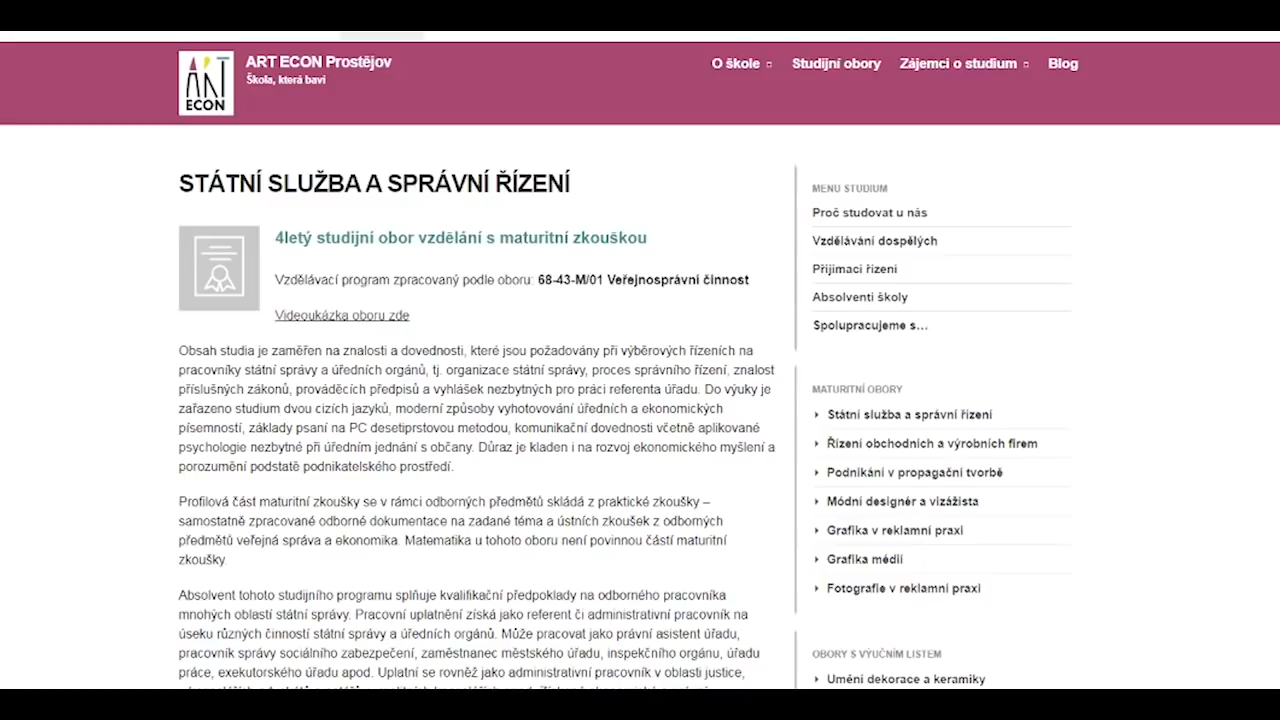 ART
ECON
ART ECON Prostějov
Škola, která baví
O škole
Studijní obory
Zájemci o studium
Blog
STÁTNÍ SLUŽBA A SPRÁVNÍ ŘÍZENÍ
4letý studijní obor vzdělání s maturitní zkouškou
Vzdělávací program zpracovaný podle oboru: 68-43-M/01 Veřejnosprávní činnost
Videoukázka oboru zde
Obsah studia je zaměřen na znalosti a dovednosti, které jsou požadovány při výběrových řízeních na
pracovníky státní správy a úředních orgánů, tj. organizace státní správy, proces správního řízení, znalost
příslušných zákonů, prováděcích předpisů a vyhlášek nezbytných pro práci referenta úřadu. Do výuky je
zařazeno studium dvou cizích jazyků, moderní způsoby vyhotovování úředních a ekonomických
písemností, základy psaní na PC desetiprstovou metodou, komunikační dovednosti včetně aplikované
psychologie nezbytné při úředním jednání s občany. Důraz je kladen i na rozvoj ekonomického myšlení a
porozumění podstatě podnikatelského prostředí.
Profilová část maturitní zkoušky se v rámci odborných předmětů skládá z praktické zkoušky –
samostatně zpracované odborné dokumentace na zadané téma a ústních zkoušek z odborných
předmětů veřejná správa a ekonomika. Matematika u tohoto oboru není povinnou částí maturitní
zkoušky.
Absolvent tohoto studijního programu splňuje kvalifikační předpoklady na odborného pracovníka
mnohých oblastí státní správy. Pracovní uplatnění získá jako referent či administrativní pracovník na
úseku různých činností státní správy a úředních orgánů. Může pracovat jako právní asistent úřadu,
pracovník správy sociálního zabezpečení, zaměstnanec městského úřadu, inspekčního orgánu, úřadu
práce, exekutorského úřadu apod. Uplatní se rovněž jako administrativní pracovník v oblasti justice,
MENU STUDIUM
Proč studovat u nás
Vzdělávání dospělých
Přijímací řízení
Absolventi školy
Spolupracujeme s...
MATURITNÍ OBORY
Státní služba a správní řízení
Řízení obchodních a výrobních firem
Podnikání v propagační tvorbě
Módní designér a vizážista
Grafika v reklamní praxi
Grafika médií
Fotografie v reklamní praxi
OBORY S VÝUČNÍM LISTEM
Umění dekorace a keramiky